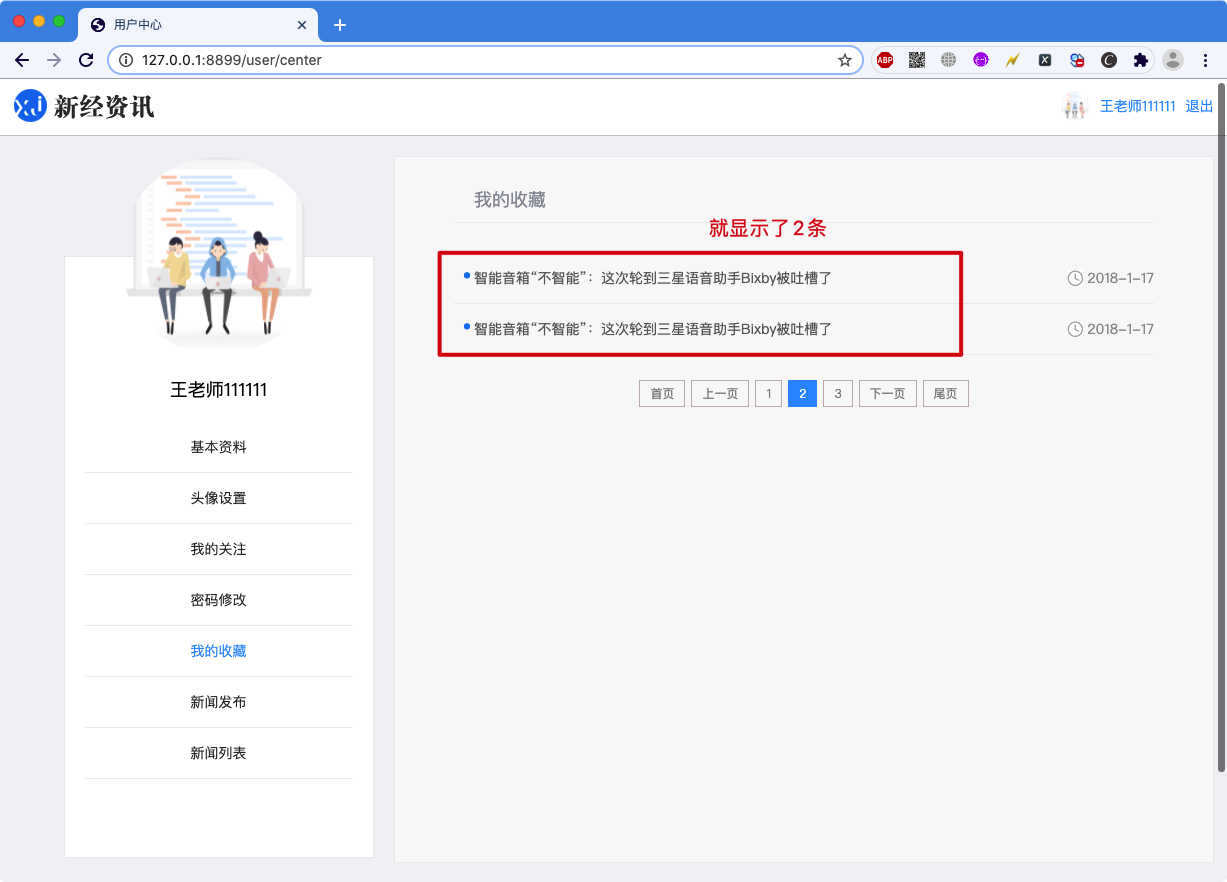 用户中心
127.0.0.1:8899/user/center
ABP
新经资讯
王老师111111 退出
我的收藏
就显示了2条
智能音箱“不智能”：这次轮到三星语音助手Bixby被吐槽了 2018-1-17
智能音箱“不智能”：这次轮到三星语音助手Bixby被吐槽了 2018-1-17
首页 上一页 1 2 3 下一页 尾页
王老师111111
基本资料
头像设置
我的关注
密码修改
我的收藏
新闻发布
新闻列表